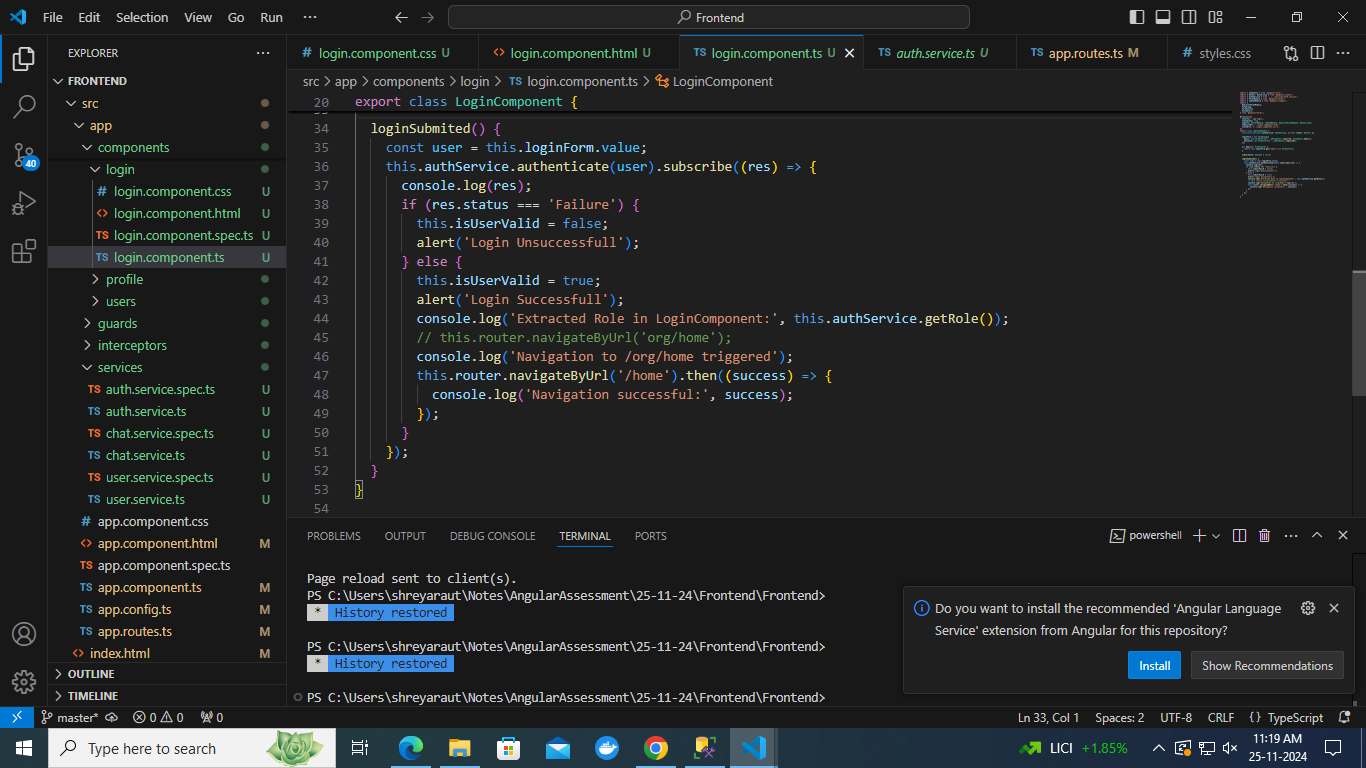 File Edit Selection View Go Run ··· Frontend
EXPLORER ···
FRONTEND
src
app
components
login
# login.component.css U
<> login.component.html U
TS login.component.spec.ts U
TS login.component.ts U
profile
users
guards
interceptors
services
TS auth.service.spec.ts U
TS auth.service.ts U
TS chat.service.spec.ts U
TS chat.service.ts U
TS user.service.spec.ts U
TS user.service.ts U
# app.component.css
<> app.component.html M
TS app.component.spec.ts
TS app.component.ts M
TS app.config.ts M
TS app.routes.ts M
<> index.html M
OUTLINE
TIMELINE
40
# login.component.css U <> login.component.html U TS login.component.ts U TS auth.service.ts U TS app.routes.ts M # styles.css ···
src > app > components > login > TS login.component.ts > LoginComponent
20 export class LoginComponent {
34 loginSubmited() {
35 const user = this.loginForm.value;
36 this.authService.authenticate(user).subscribe((res) => {
37 console.log(res);
38 if (res.status === 'Failure') {
39 this.isUserValid = false;
40 alert('Login Unsuccessfull');
41 } else {
42 this.isUserValid = true;
43 alert('Login Successfull');
44 console.log('Extracted Role in LoginComponent:', this.authService.getRole());
45 // this.router.navigateByUrl('org/home');
46 console.log('Navigation to /org/home triggered');
47 this.router.navigateByUrl('/home').then((success) => {
48 console.log('Navigation successful:', success);
49 });
50 }
51 });
52 }
53 }
54
PROBLEMS OUTPUT DEBUG CONSOLE TERMINAL PORTS powershell ···
Page reload sent to client(s).
PS C:\Users\shreyaraut\Notes\AngularAssessment\25-11-24\Frontend\Frontend>
* History restored
PS C:\Users\shreyaraut\Notes\AngularAssessment\25-11-24\Frontend\Frontend>
* History restored
PS C:\Users\shreyaraut\Notes\AngularAssessment\25-11-24\Frontend\Frontend>
Do you want to install the recommended 'Angular Language
Service' extension from Angular for this repository?
Install Show Recommendations
master* 0 0 0 Ln 33, Col 1 Spaces: 2 UTF-8 CRLF {} TypeScript
Type here to search LICI +1.85% 11:19 AM
25-11-2024